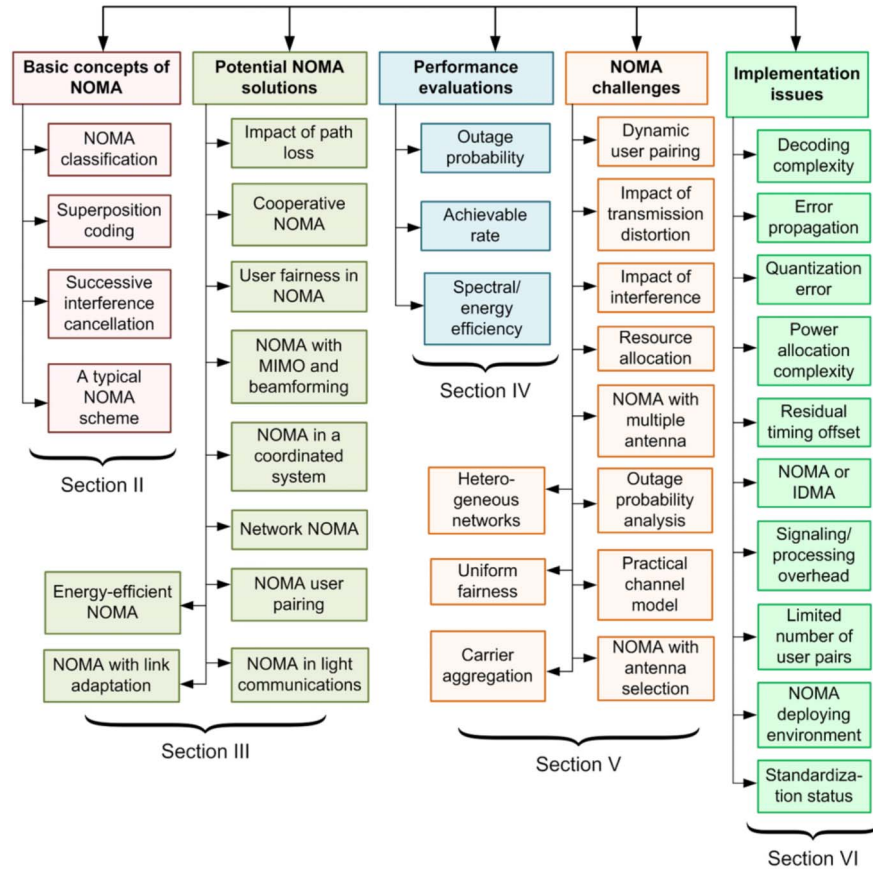 Basic concepts of
NOMA
NOMA
classification
Superposition
coding
Successive
interference
cancellation
A typical
NOMA
scheme
Section II
Potential NOMA
solutions
Impact of path
loss
Cooperative
NOMA
User fairness in
NOMA
NOMA with
MIMO and
beamforming
NOMA in a
coordinated
system
Network NOMA
Energy-efficient
NOMA
NOMA user
pairing
NOMA with link
adaptation
NOMA in light
communications
Section III
Performance
evaluations
Outage
probability
Achievable
rate
Spectral/
energy
efficiency
Section IV
NOMA
challenges
Dynamic
user pairing
Impact of
transmission
distortion
Impact of
interference
Resource
allocation
NOMA with
multiple
antenna
Hetero-
geneous
networks
Outage
probability
analysis
Uniform
fairness
Practical
channel
model
Carrier
aggregation
NOMA with
antenna
selection
Section V
Implementation
issues
Decoding
complexity
Error
propagation
Quantization
error
Power
allocation
complexity
Residual
timing offset
NOMA or
IDMA
Signaling/
processing
overhead
Limited
number of
user pairs
NOMA
deploying
environment
Standardiza-
tion status
Section VI